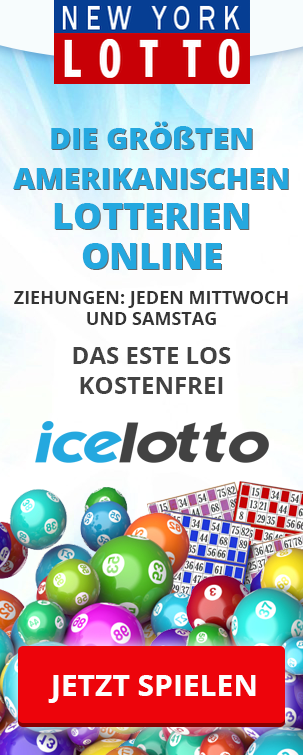 NEW YORK
LOTTO
DIE GRÖßTEN
AMERIKANISCHEN
LOTTERIEN
ONLINE
ZIEHUNGEN: JEDEN MITTWOCH
UND SAMSTAG
DAS ESTE LOS
KOSTENFREI
icelotto
JETZT SPIELEN